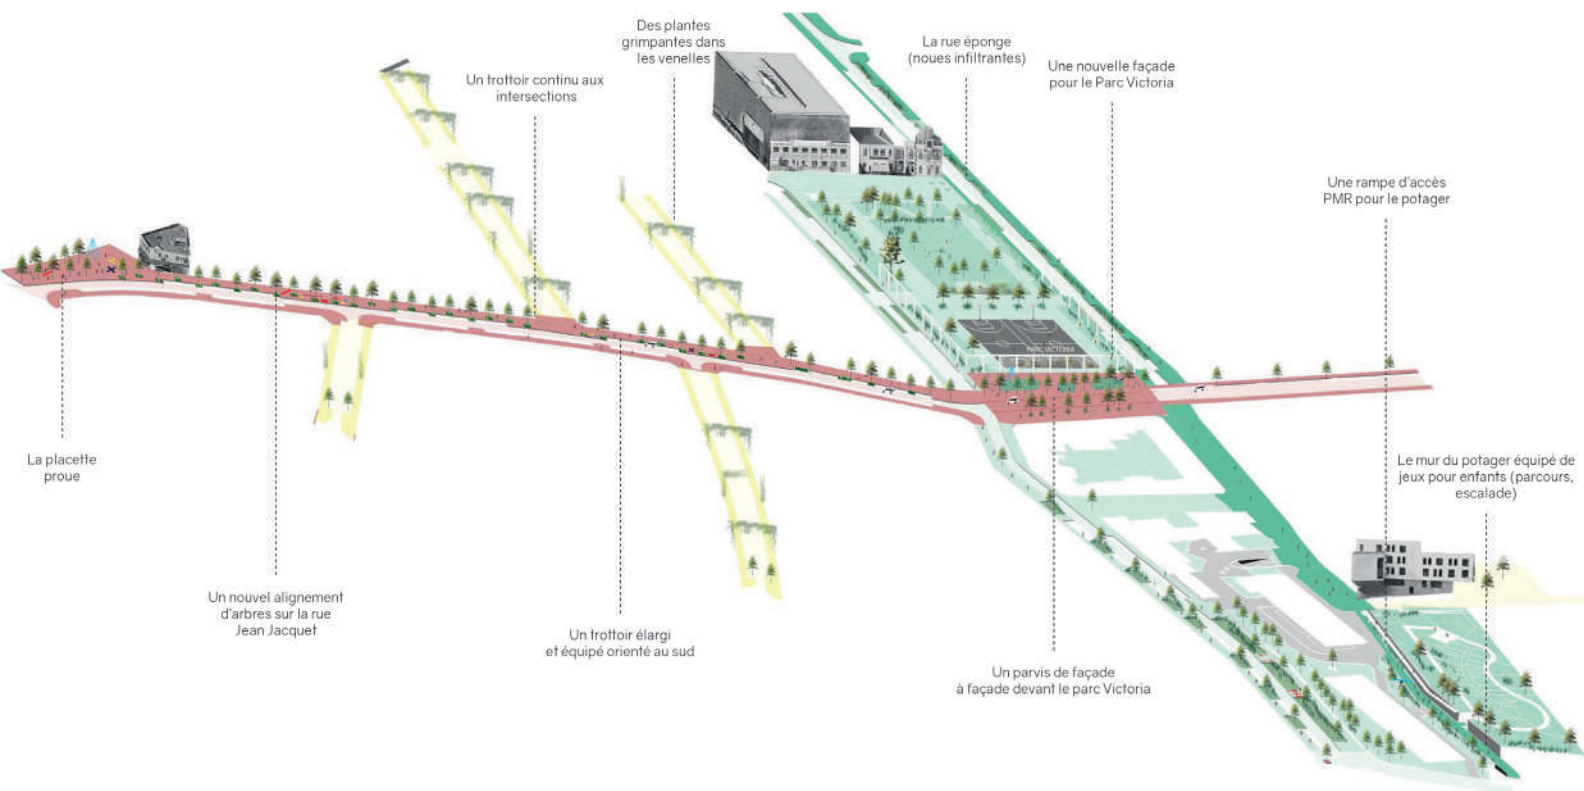 Des plantes
grimpantes dans
les venelles
La rue éponge
(noues infiltrantes)
Une nouvelle façade
pour le Parc Victoria
Un trottoir continu aux
intersections
Une rampe d'accès
PMR pour le potager
PARC VICTORIA
La placette
proue
Le mur du potager équipé de
jeux pour enfants (parcours,
escalade)
Un nouvel alignement
d'arbres sur la rue
Jean Jacquet
Un trottoir élargi
et équipé orienté au sud
Un parvis de façade
à façade devant le parc Victoria